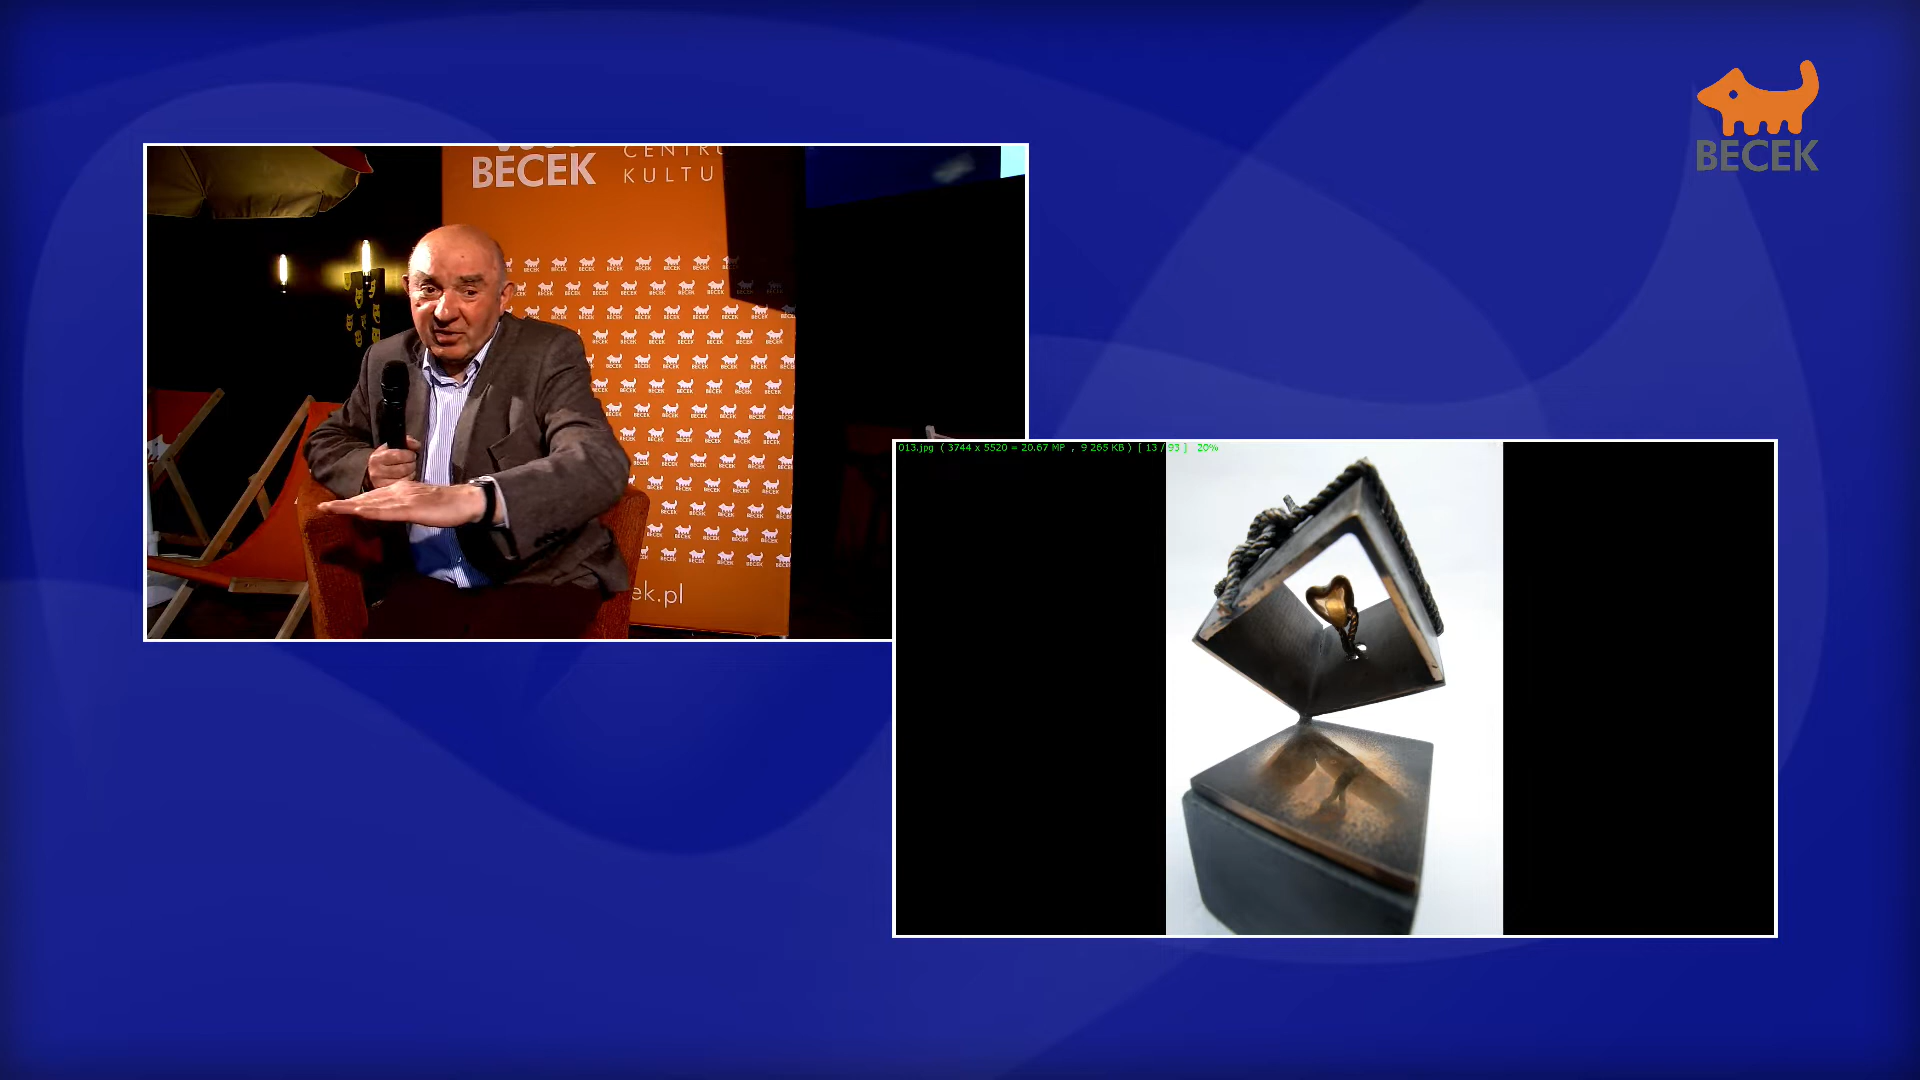 BECEK
BECEK CENTRU
KULTU
ek.pl
013.jpg ( 3744 x 5520 = 20.67 MP , 9 265 KB ) [ 13 / 93 ] 20%